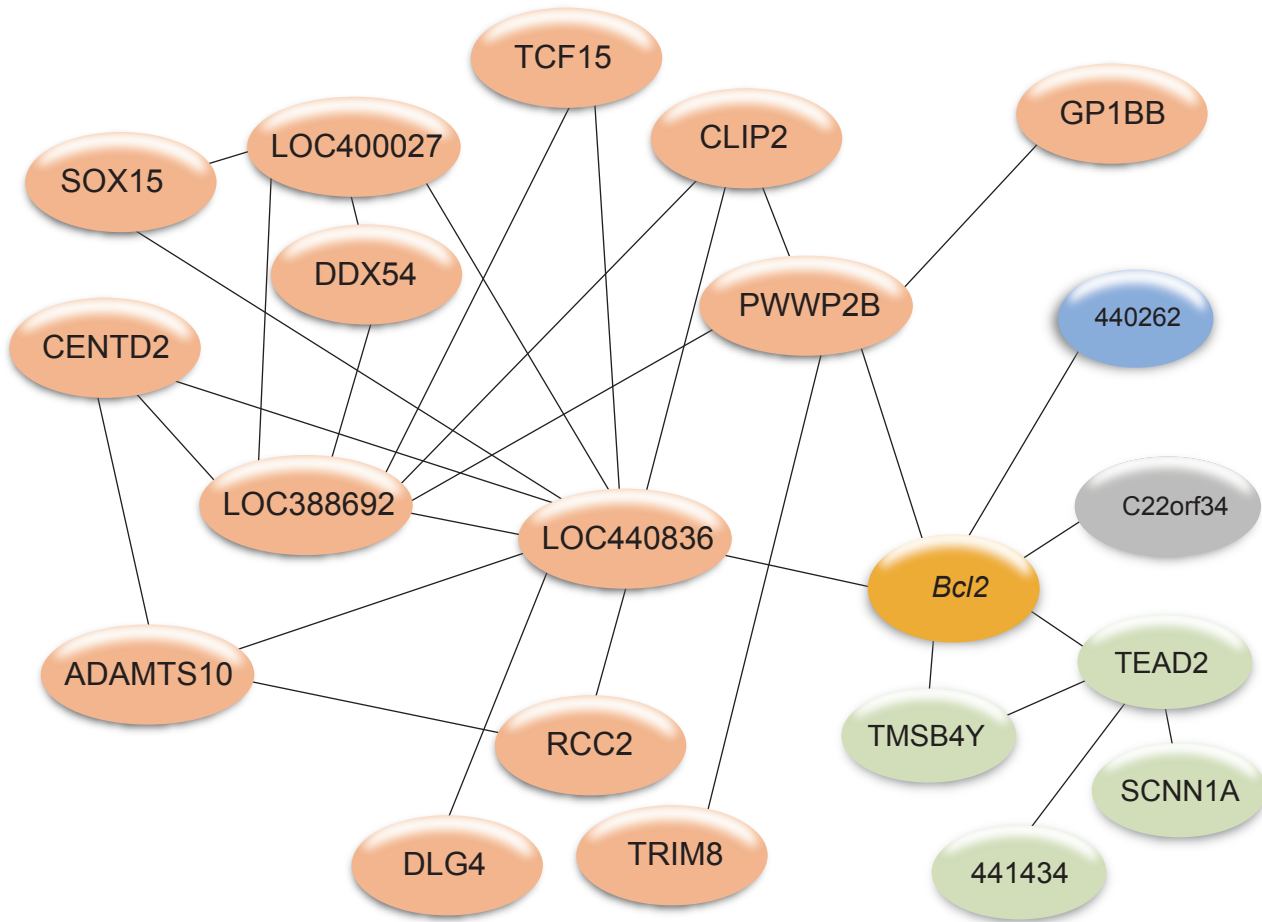 TCF15
GP1BB
CLIP2
LOC400027
SOX15
DDX54
PWWP2B
440262
CENTD2
LOC388692
C22orf34
LOC440836
Bcl2
TEAD2
ADAMTS10
TMSB4Y
RCC2
SCNN1A
TRIM8
DLG4
441434